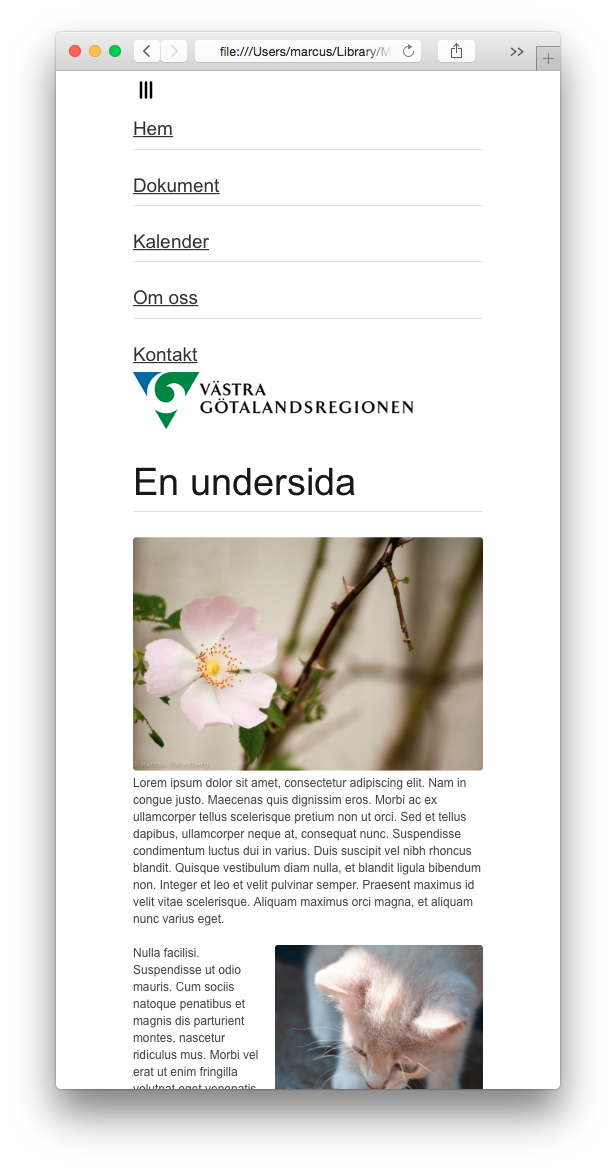 file:///Users/marcus/Library/M
Hem
Dokument
Kalender
Om oss
Kontakt
VÄSTRA
GÖTALANDSREGIONEN
En undersida
Lorem ipsum dolor sit amet, consectetur adipiscing elit. Nam in
congue justo. Maecenas quis dignissim eros. Morbi ac ex
ullamcorper tellus scelerisque pretium non ut orci. Sed et tellus
dapibus, ullamcorper neque at, consequat nunc. Suspendisse
condimentum luctus dui in varius. Duis suscipit vel nibh rhoncus
blandit. Quisque vestibulum diam nulla, et blandit ligula bibendum
non. Integer et leo et velit pulvinar semper. Praesent maximus id
velit vitae scelerisque. Aliquam maximus orci magna, et aliquam
nunc varius eget.
Nulla facilisi.
Suspendisse ut odio
mauris. Cum sociis
natoque penatibus et
magnis dis parturient
montes, nascetur
ridiculus mus. Morbi vel
erat ut enim fringilla
volutpat eget venenatis